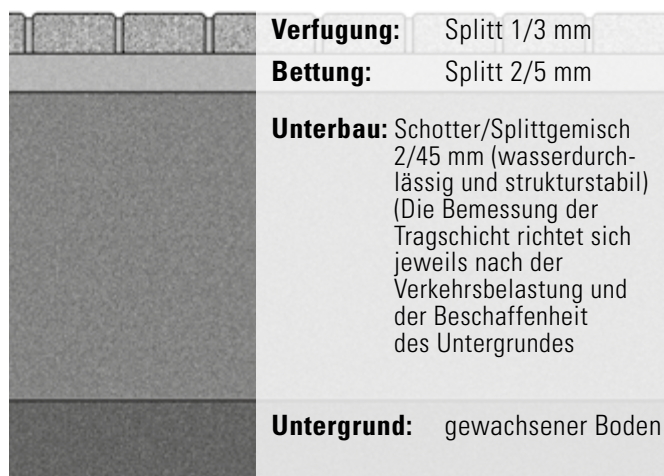 Verfugung: Splitt 1/3 mm
Bettung: Splitt 2/5 mm
Unterbau: Schotter/Splittgemisch
2/45 mm (wasserdurch-
lässig und strukturstabil)
(Die Bemessung der
Tragschicht richtet sich
jeweils nach der
Verkehrsbelastung und
der Beschaffenheit
des Untergrundes
Untergrund: gewachsener Boden